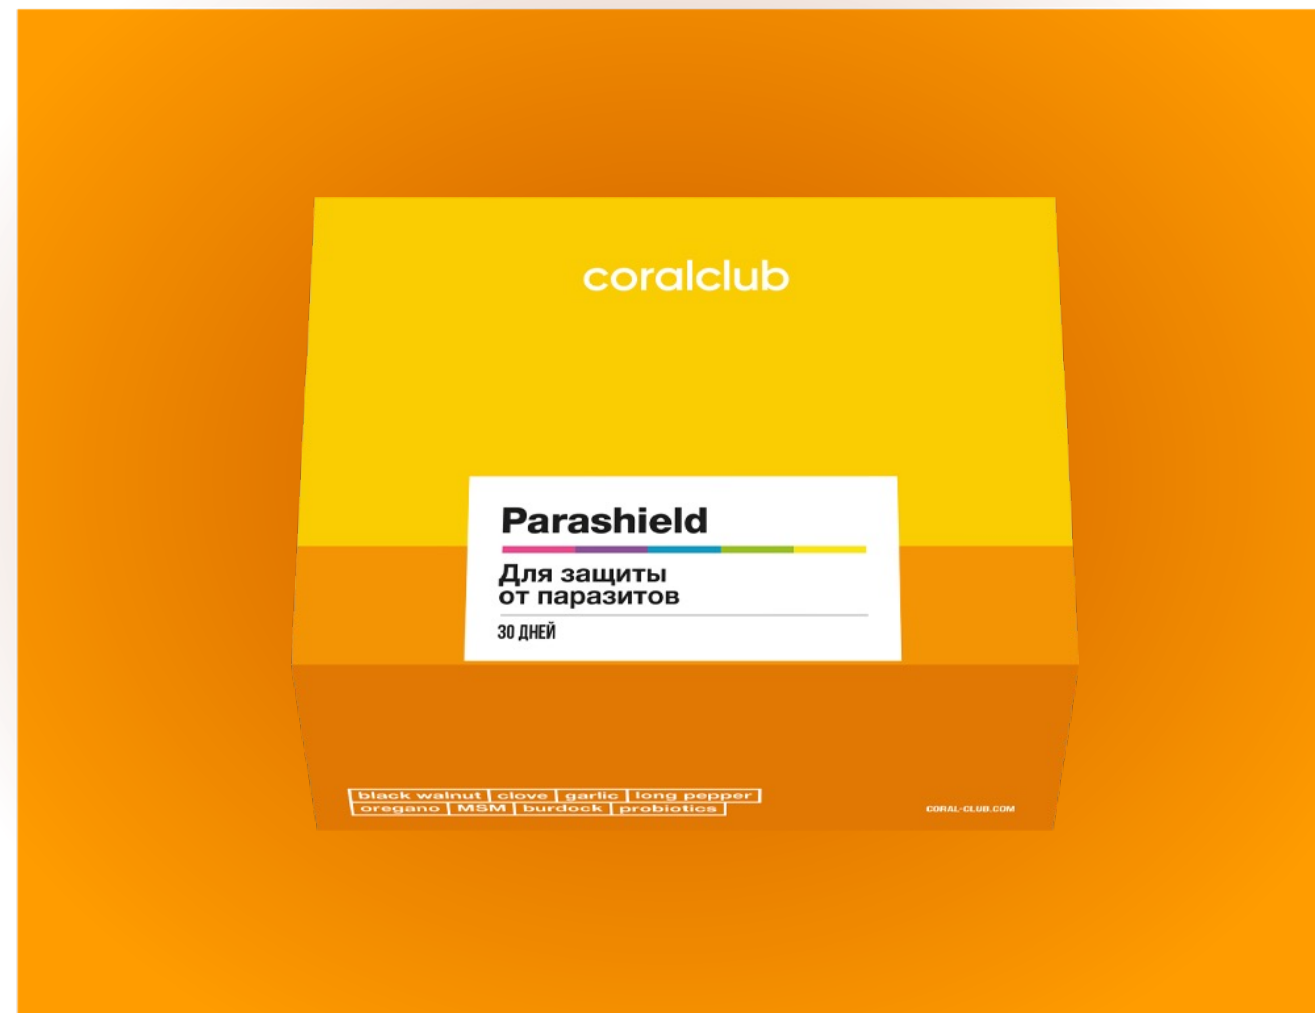 coralclub
Parashield
Для защиты
от паразитов
30 ДНЕЙ
black walnut clove garlic long pepper
oregano MSM burdock probiotics
CORAL-CLUB.COM